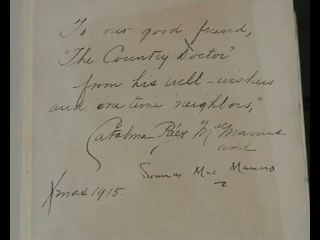 To our good friend,
"The Country Doctor"
from his well-wishers
and one time neighbors,"
Catalina Páez MacManus
and
Seumas MacManus
Xmas 1915.